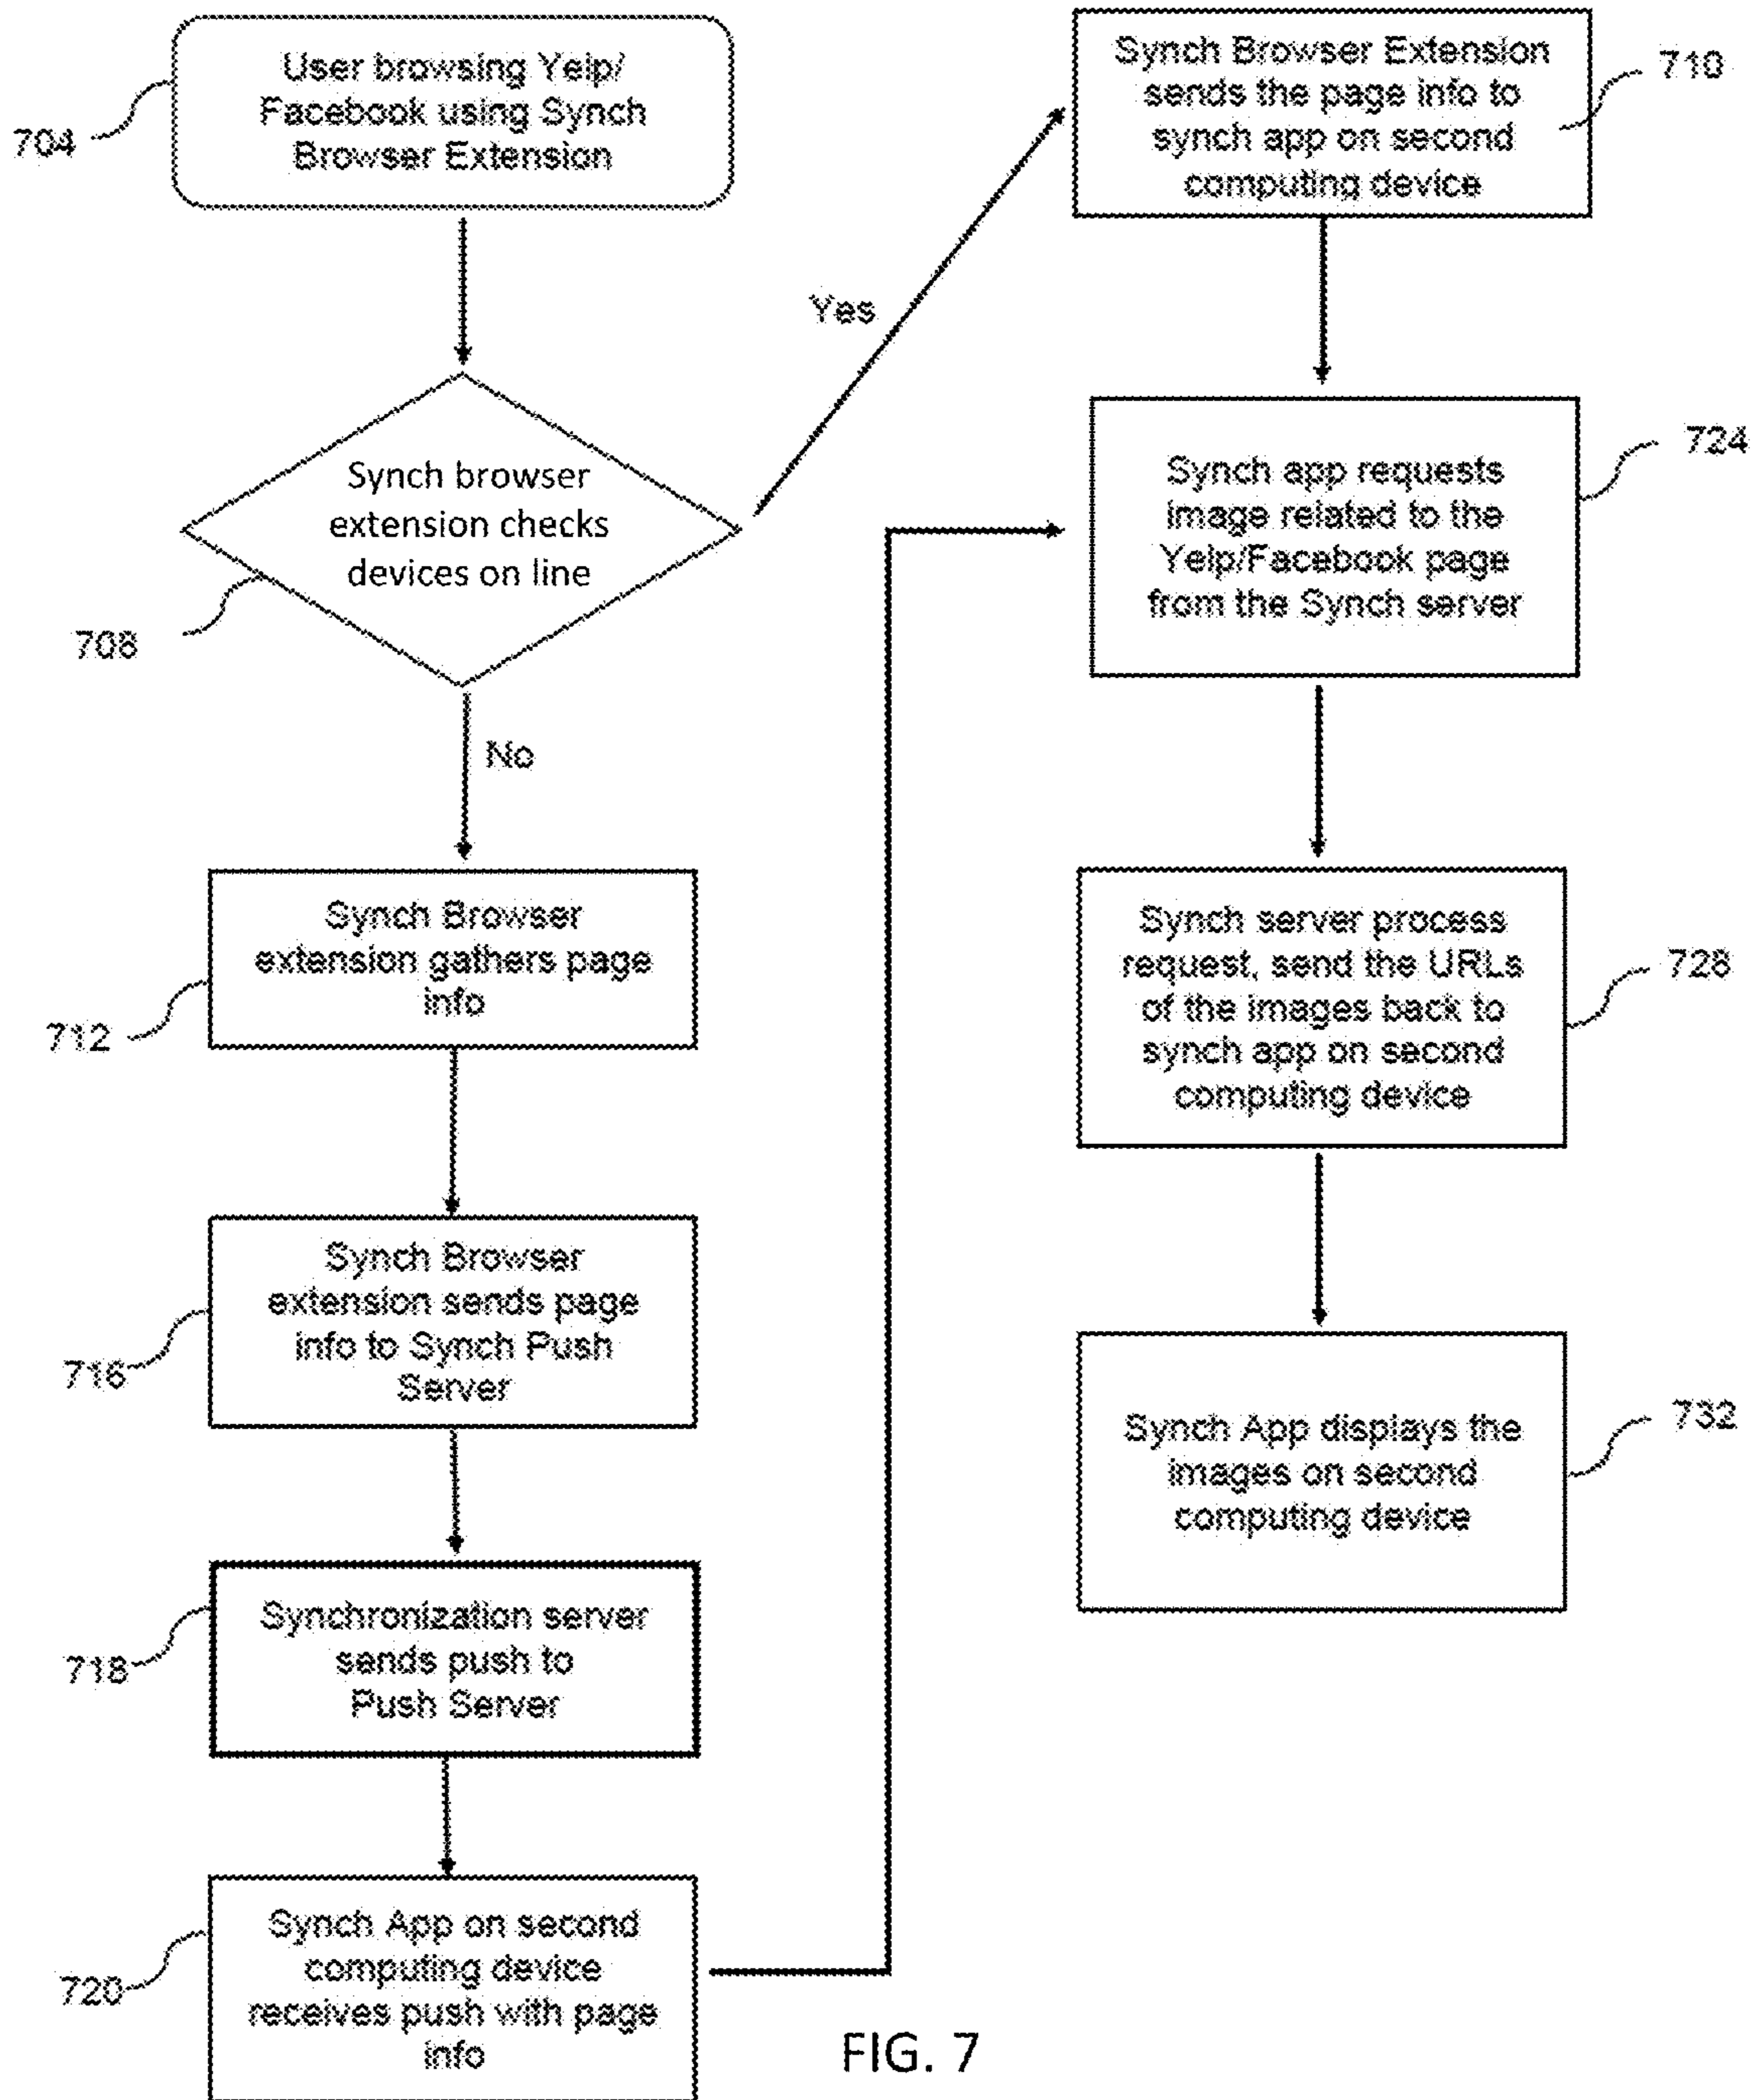 User browsing Yelp/
Facebook using Synch
Browser Extension
704
Synch browser
extension checks
devices on line
708
Yes
No
Synch Browser
extension gathers page
info
712
Synch Browser
extension sends page
info to Synch Push
Server
716
Synchronization server
sends push to
Push Server
718
Synch App on second
computing device
receives push with page
info
720
Synch Browser Extension
sends the page info to
synch app on second
computing device
710
Synch app requests
image related to the
Yelp/Facebook page
from the Synch server
724
Synch server process
request, send the URLs
of the images back to
synch app on second
computing device
728
Synch App displays the
images on second
computing device
732
FIG. 7